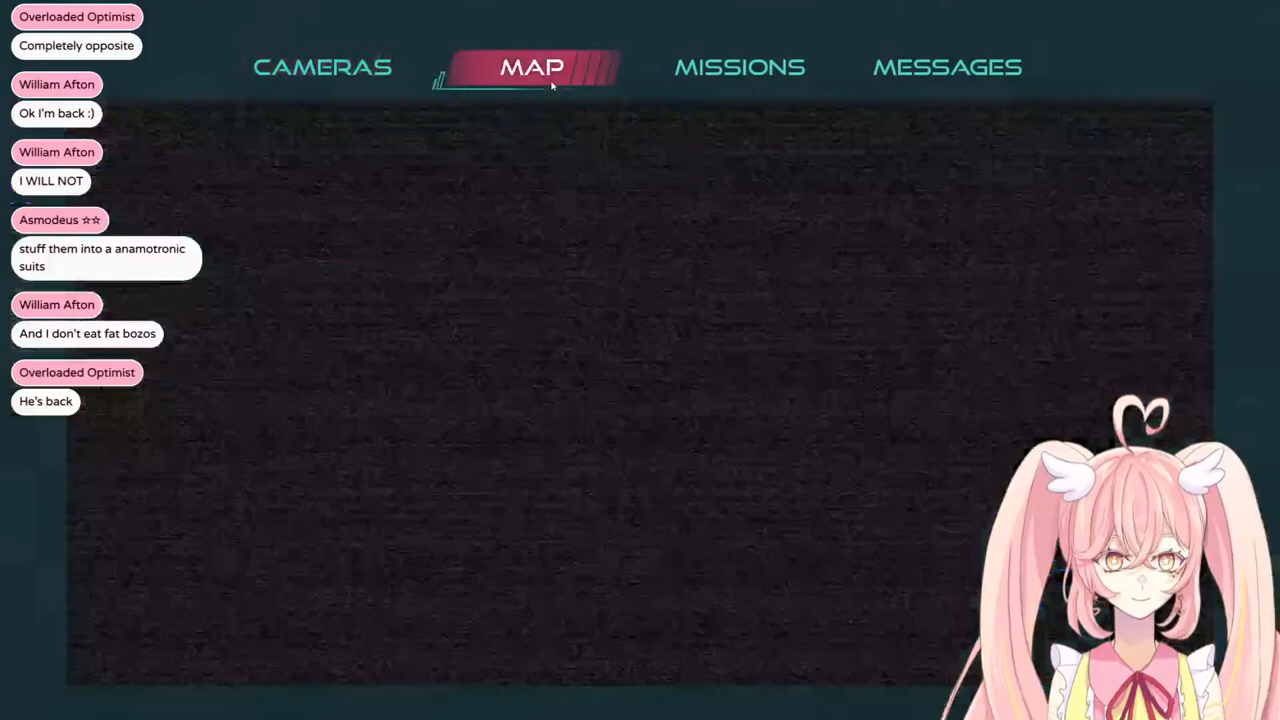 Overloaded Optimist
Completely opposite
William Afton
Ok I'm back :)
William Afton
I WILL NOT
Asmodeus ☆☆
stuff them into a anamotronic
suits
William Afton
And I don't eat fat bozos
Overloaded Optimist
He's back
CAMERAS MAP MISSIONS MESSAGES